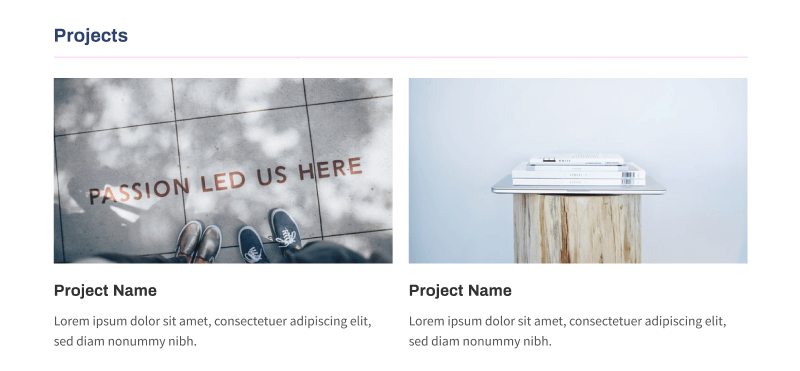 Projects
PASSION LED US HERE
Project Name
Lorem ipsum dolor sit amet, consectetuer adipiscing elit,
sed diam nonummy nibh.
Project Name
Lorem ipsum dolor sit amet, consectetuer adipiscing elit,
sed diam nonummy nibh.